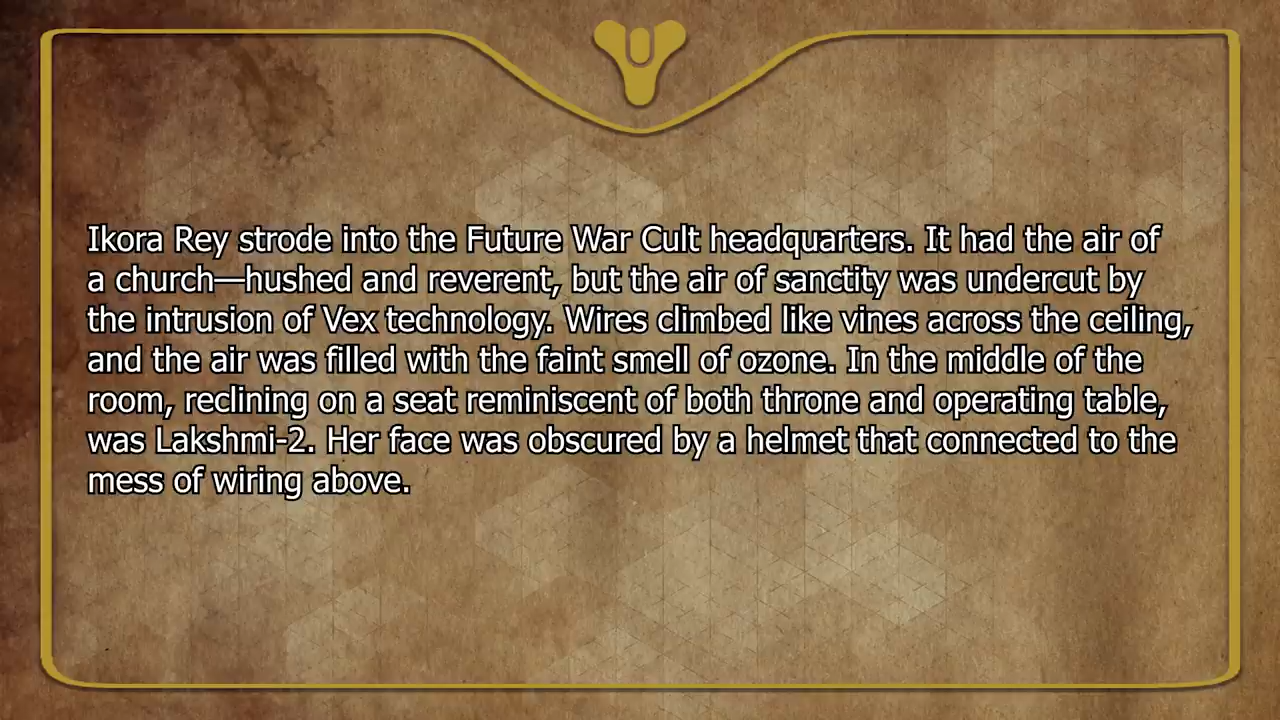 Ikora Rey strode into the Future War Cult headquarters. It had the air of
a church—hushed and reverent, but the air of sanctity was undercut by
the intrusion of Vex technology. Wires climbed like vines across the ceiling,
and the air was filled with the faint smell of ozone. In the middle of the
room, reclining on a seat reminiscent of both throne and operating table,
was Lakshmi-2. Her face was obscured by a helmet that connected to the
mess of wiring above.